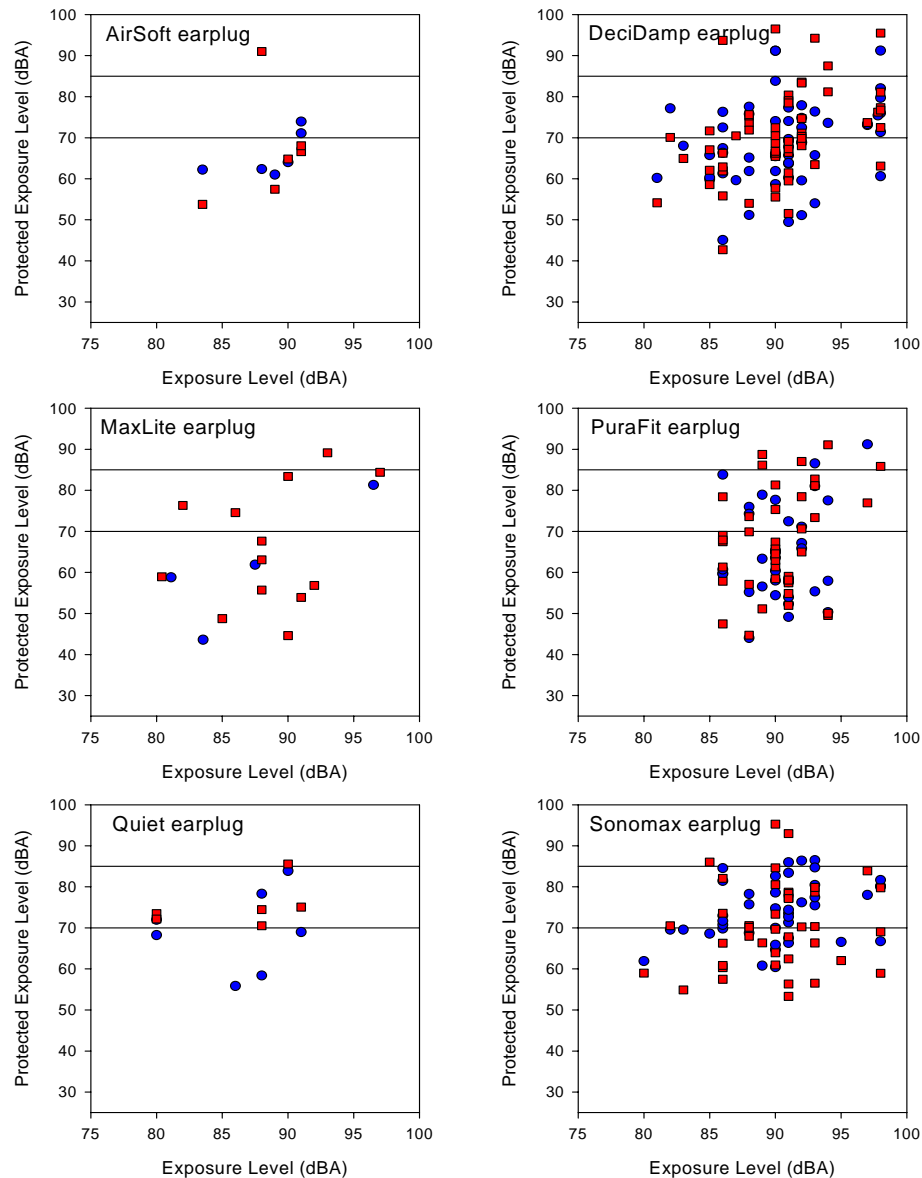 AirSoft earplug
Protected Exposure Level (dBA)
100
90
80
70
60
50
40
30
75 80 85 90 95 100
Exposure Level (dBA)
DeciDamp earplug
Protected Exposure Level (dBA)
100
90
80
70
60
50
40
30
75 80 85 90 95 100
Exposure Level (dBA)
MaxLite earplug
Protected Exposure Level (dBA)
100
90
80
70
60
50
40
30
75 80 85 90 95 100
Exposure Level (dBA)
PuraFit earplug
Protected Exposure Level (dBA)
100
90
80
70
60
50
40
30
75 80 85 90 95 100
Exposure Level (dBA)
Quiet earplug
Protected Exposure Level (dBA)
100
90
80
70
60
50
40
30
75 80 85 90 95 100
Exposure Level (dBA)
Sonomax earplug
Protected Exposure Level (dBA)
100
90
80
70
60
50
40
30
75 80 85 90 95 100
Exposure Level (dBA)